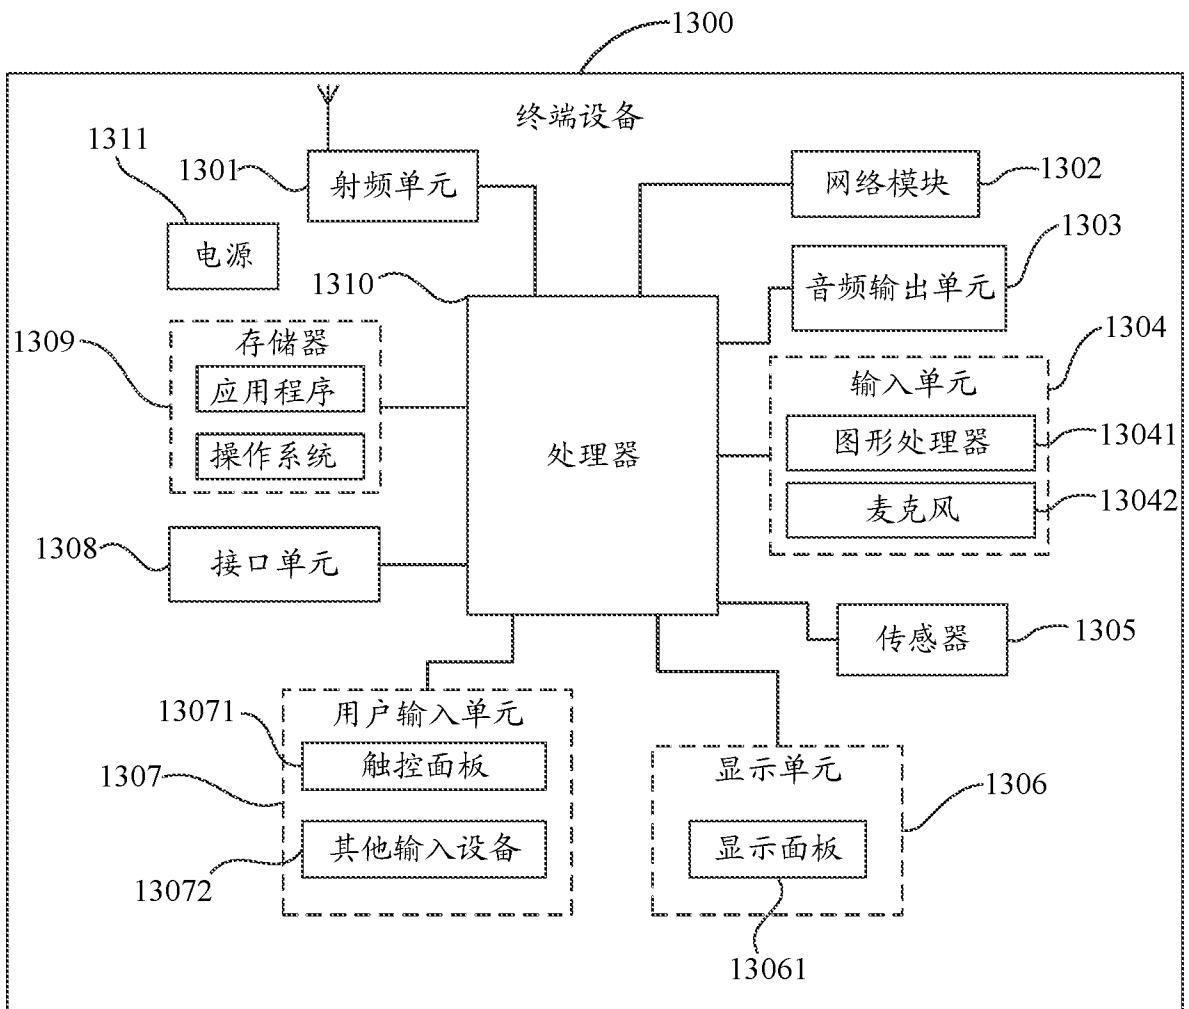 1300
终端设备
1311
1301
射频单元
网络模块
1302
电源
1310
音频输出单元
1303
1309
存储器
应用程序
操作系统
处理器
1304
输入单元
图形处理器
13041
麦克风
13042
1308
接口单元
传感器
1305
13071
用户输入单元
触控面板
1307
其他输入设备
13072
显示单元
1306
显示面板
13061